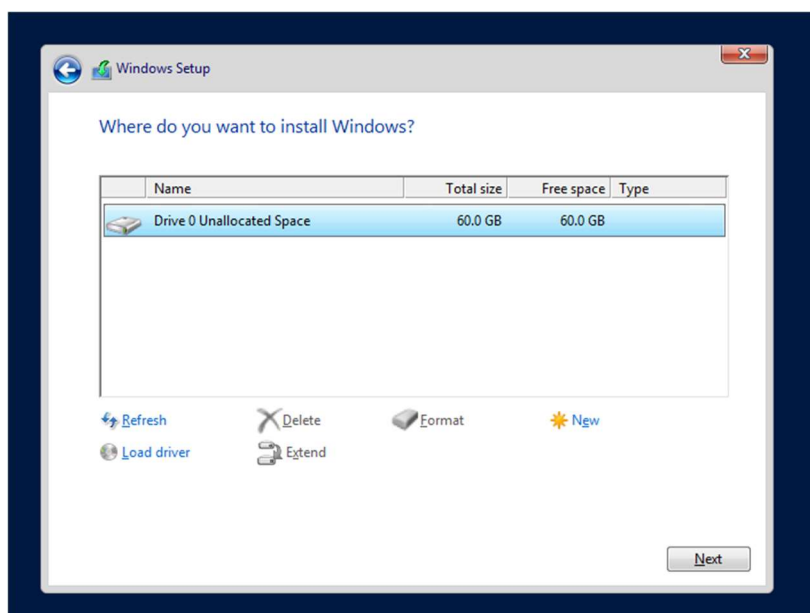 Windows Setup
Where do you want to install Windows?
Name Total size Free space Type
Drive 0 Unallocated Space 60.0 GB 60.0 GB
Refresh Delete Format New
Load driver Extend
Next